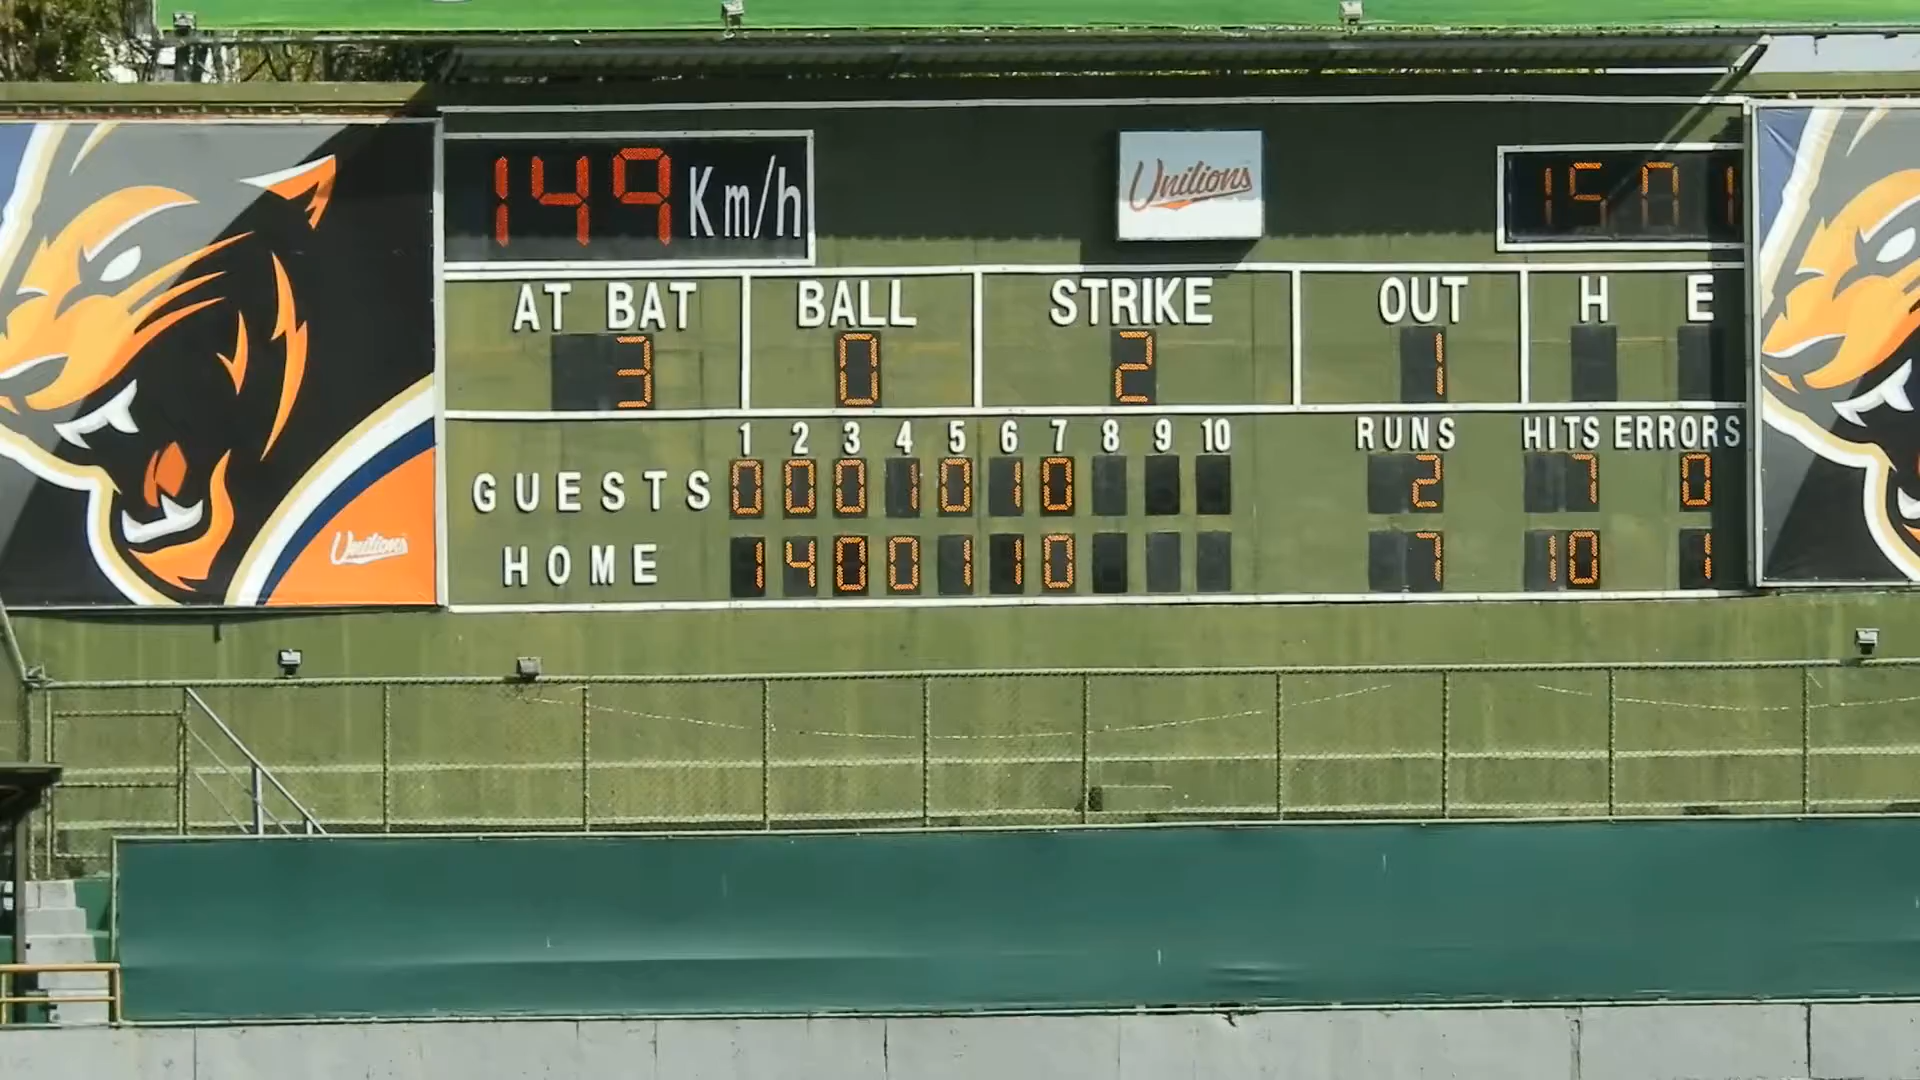 149 Km/h
Unilions
15 01
AT BAT BALL STRIKE OUT H E
3 0 2 1
1 2 3 4 5 6 7 8 9 10 RUNS HITS ERRORS
GUESTS 0 0 0 1 0 1 0 2 7 0
HOME 1 4 0 0 1 1 0 7 10 1
Unilions